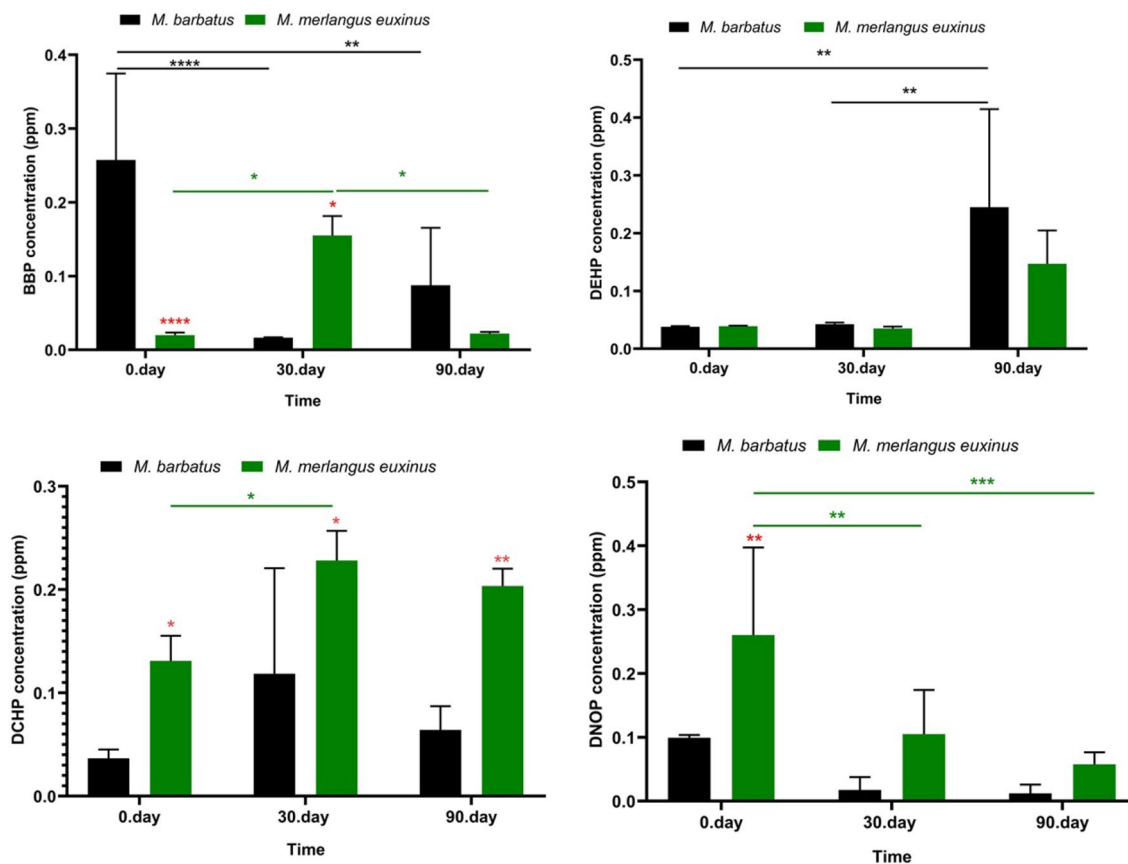 M. barbatus M. merlangus euxinus
BBP concentration (ppm)
0.4
0.3
0.2
0.1
0.0
**
****
*
*
*
****
0.day 30.day 90.day
Time
M. barbatus M. merlangus euxinus
DEHP concentration (ppm)
0.5
0.4
0.3
0.2
0.1
0.0
**
**
0.day 30.day 90.day
Time
M. barbatus M. merlangus euxinus
DCHP concentration (ppm)
0.3
0.2
0.1
0.0
*
*
*
**
0.day 30.day 90.day
Time
M. barbatus M. merlangus euxinus
DNOP concentration (ppm)
0.5
0.4
0.3
0.2
0.1
0.0
***
**
**
0.day 30.day 90.day
Time